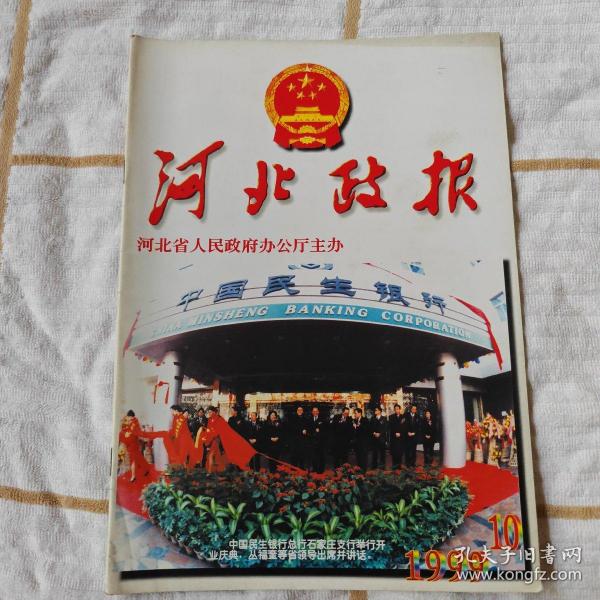 河北政报
河北省人民政府办公厅主办
中国民生银行
CHINA MINSHENG BANKING CORPORATION
中国民生银行总行石家庄支行举行开
业庆典，丛福奎等省领导出席并讲话。
10
孔夫子旧书网
www.kongfz.com